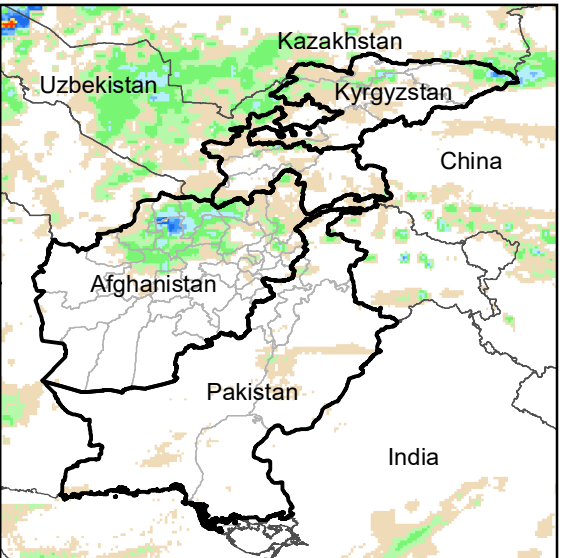 Kazakhstan
Uzbekistan
Kyrgyzstan
China
Afghanistan
Pakistan
India